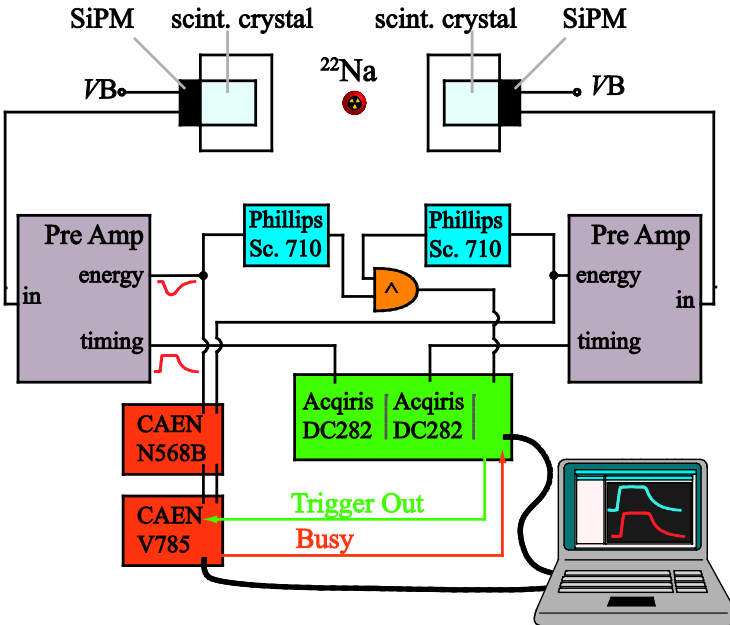 SiPM
scint. crystal
scint. crystal
SiPM
22Na
VB
VB
Phillips
Sc. 710
Phillips
Sc. 710
Pre Amp
energy
in
timing
^
Pre Amp
energy
in
timing
Acqiris
DC282
Acqiris
DC282
CAEN
N568B
CAEN
V785
Trigger Out
Busy